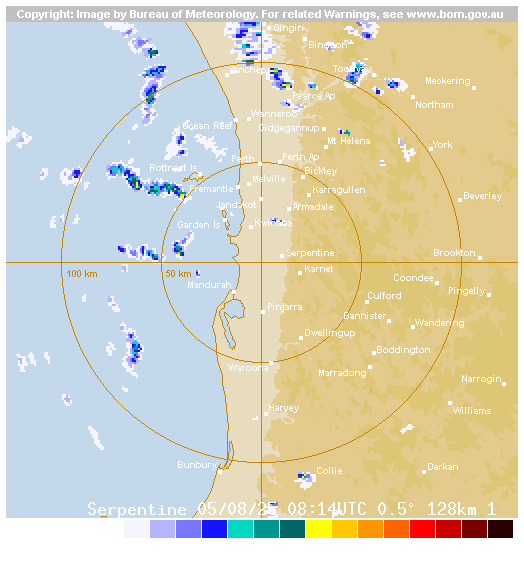 Copyright: Image by Bureau of Meteorology. For related Warnings, see www.bom.gov.au
Gingin
Bindoon
Yanchep
Toodyay
Meckering
Pearce Ap
Northam
Wanneroo
Ocean Reef
Gidgegannup
Mt Helena
York
Perth
Perth Ap
Rottnest Is
Bickley
Melville
Fremantle
Karragullen
Beverley
Jandakot
Armadale
Garden Is
Kwinana
Serpentine
Brookton
100 km
50 km
Karnet
Mandurah
Coondee
Pingelly
Culford
Pinjarra
Bannister
Wandering
Dwellingup
Boddington
Waroona
Marradong
Narrogin
Harvey
Williams
Bunbury
Collie
Darkan
Serpentine 05/08/ 08:14UTC 0.5° 128km 1